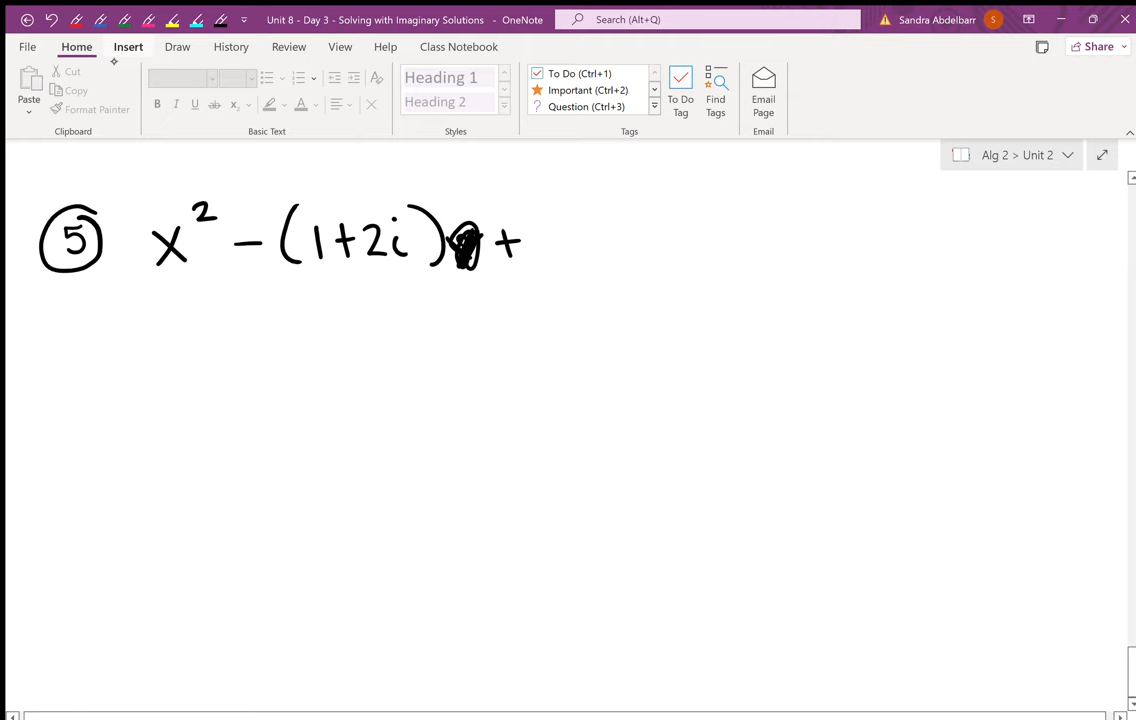 Unit 8 - Day 3 - Solving with Imaginary Solutions - OneNote
Search (Alt+Q)
Sandra Abdelbarr
S
File Home Insert Draw History Review View Help Class Notebook
Share
Paste
Cut
Copy
Format Painter
Clipboard
B I U ab x₂ A
Basic Text
Heading 1
Heading 2
Styles
To Do (Ctrl+1)
Important (Ctrl+2)
? Question (Ctrl+3)
To Do Tag
Find Tags
Tags
Email Page
Email
Alg 2 > Unit 2
5 x² - (1+2i) +